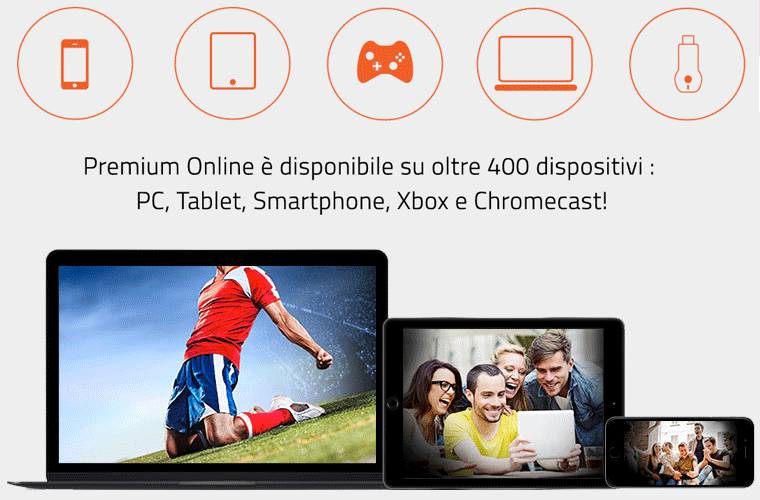 Premium Online è disponibile su oltre 400 dispositivi :
PC, Tablet, Smartphone, Xbox e Chromecast!